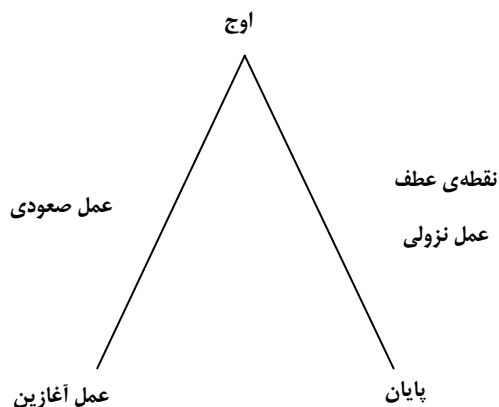 اوج
نقطه‌ی عطف
عمل صعودی
عمل نزولی
پایان
عمل آغازین